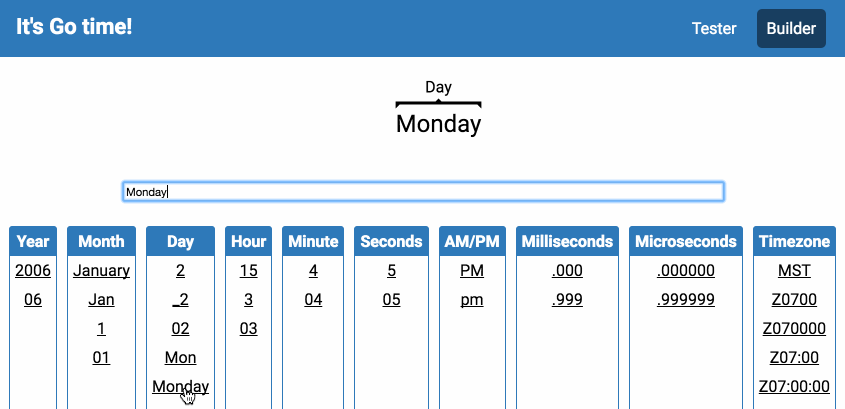 It's Go time! Tester Builder
Day
Monday
Monday
Year Month Day Hour Minute Seconds AM/PM Milliseconds Microseconds Timezone
2006 January 2 15 4 5 PM .000 .000000 MST
06 Jan _2 3 04 05 pm .999 .999999 Z0700
1 02 03 Z070000
01 Mon Z07:00
Monday Z07:00:00